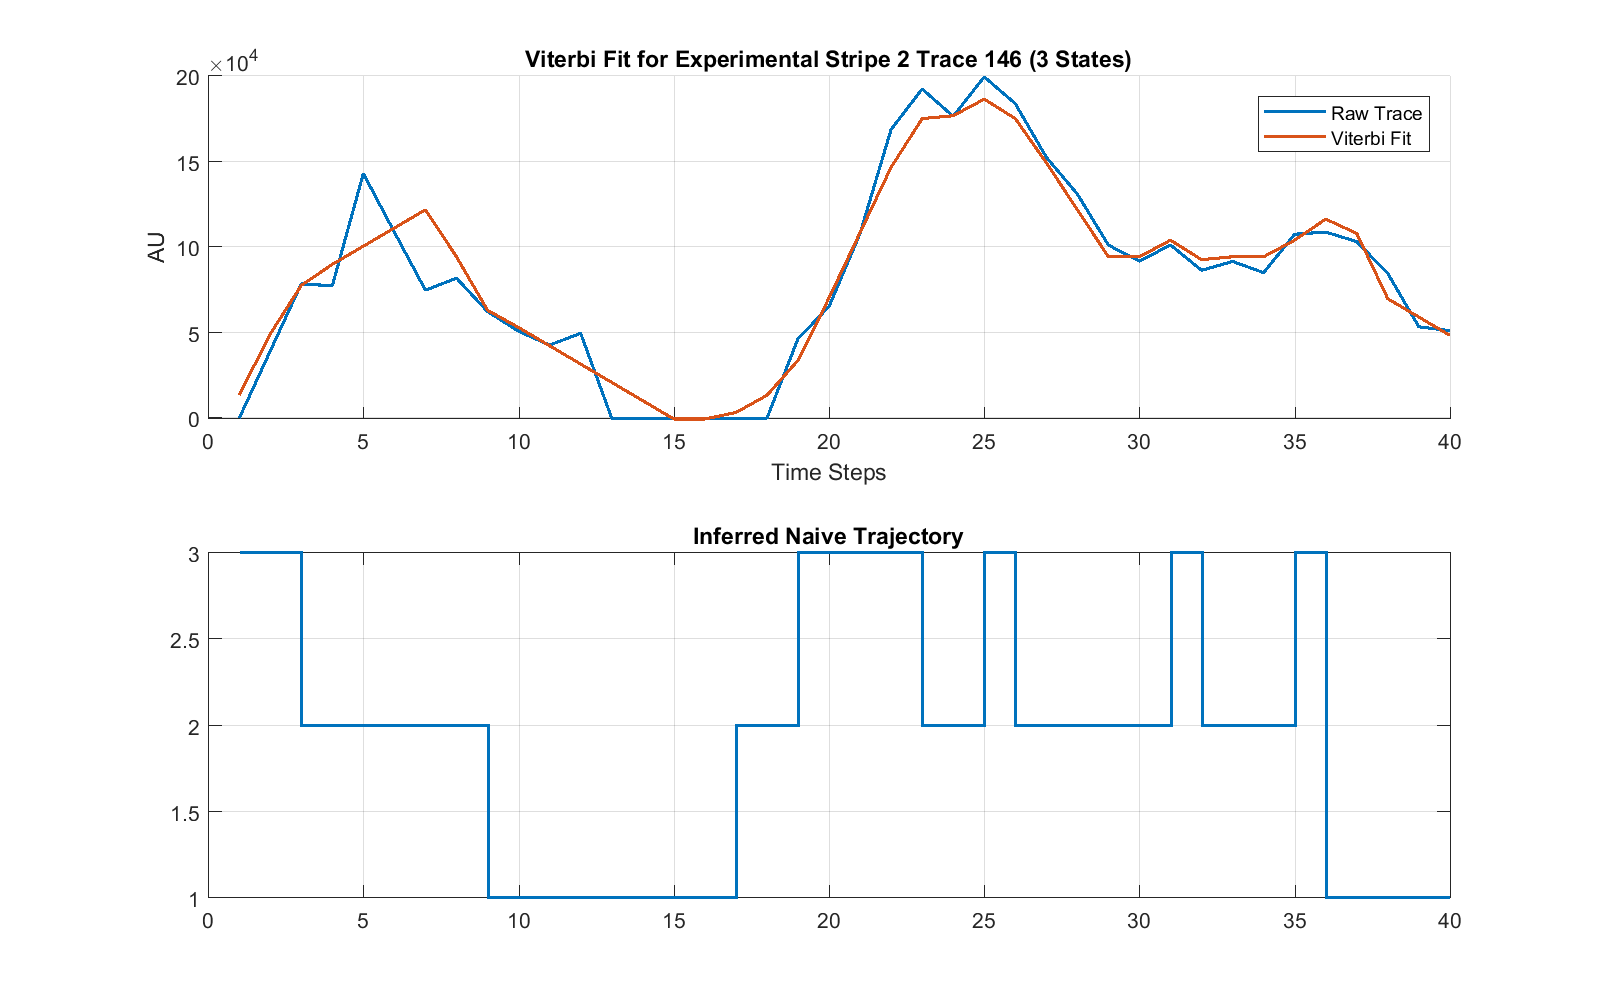 Viterbi Fit for Experimental Stripe 2 Trace 146 (3 States)
×10⁴
20
15
10
5
0
AU
Raw Trace
Viterbi Fit
0 5 10 15 20 25 30 35 40
Time Steps
Inferred Naive Trajectory
3
2.5
2
1.5
1
0 5 10 15 20 25 30 35 40